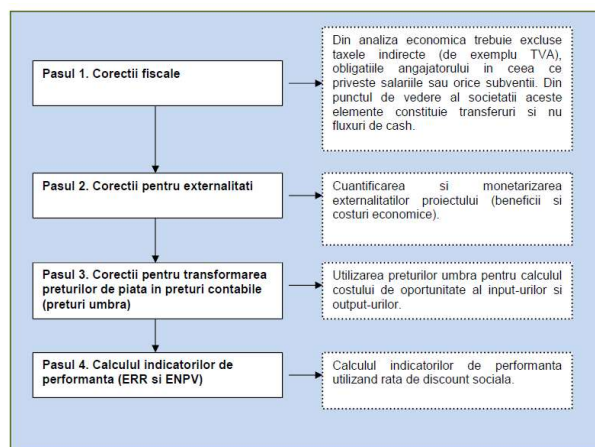 Pasul 1. Corectii fiscale
Din analiza economica trebuie excluse
taxele indirecte (de exemplu TVA),
obligatiile angajatorului in ceea ce
priveste salariile sau orice subventii. Din
punctul de vedere al societatii aceste
elemente constituie transferuri si nu
fluxuri de cash.
Pasul 2. Corectii pentru externalitati
Cuantificarea si monetarizarea
externalitatilor proiectului (beneficii si
costuri economice).
Pasul 3. Corectii pentru transformarea
preturilor de piata in preturi contabile
(preturi umbra)
Utilizarea preturilor umbra pentru calculul
costului de oportunitate al input-urilor si
output-urilor.
Pasul 4. Calculul indicatorilor de
performanta (ERR si ENPV)
Calculul indicatorilor de performanta
utilizand rata de discount sociala.